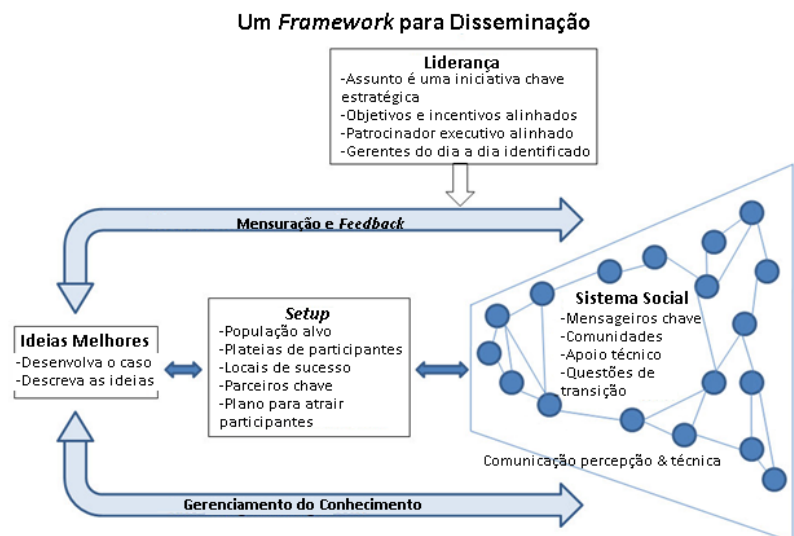 Um Framework para Disseminação
Liderança
-Assunto é uma iniciativa chave
estratégica
-Objetivos e incentivos alinhados
-Patrocinador executivo alinhado
-Gerentes do dia a dia identificado
Mensuração e Feedback
Ideias Melhores
-Desenvolva o caso
-Descreva as ideias
Setup
-População alvo
-Plateias de participantes
-Locais de sucesso
-Parceiros chave
-Plano para atrair
participantes
Sistema Social
-Mensageiros chave
-Comunidades
-Apoio técnico
-Questões de
transição
Comunicação percepção & técnica
Gerenciamento do Conhecimento